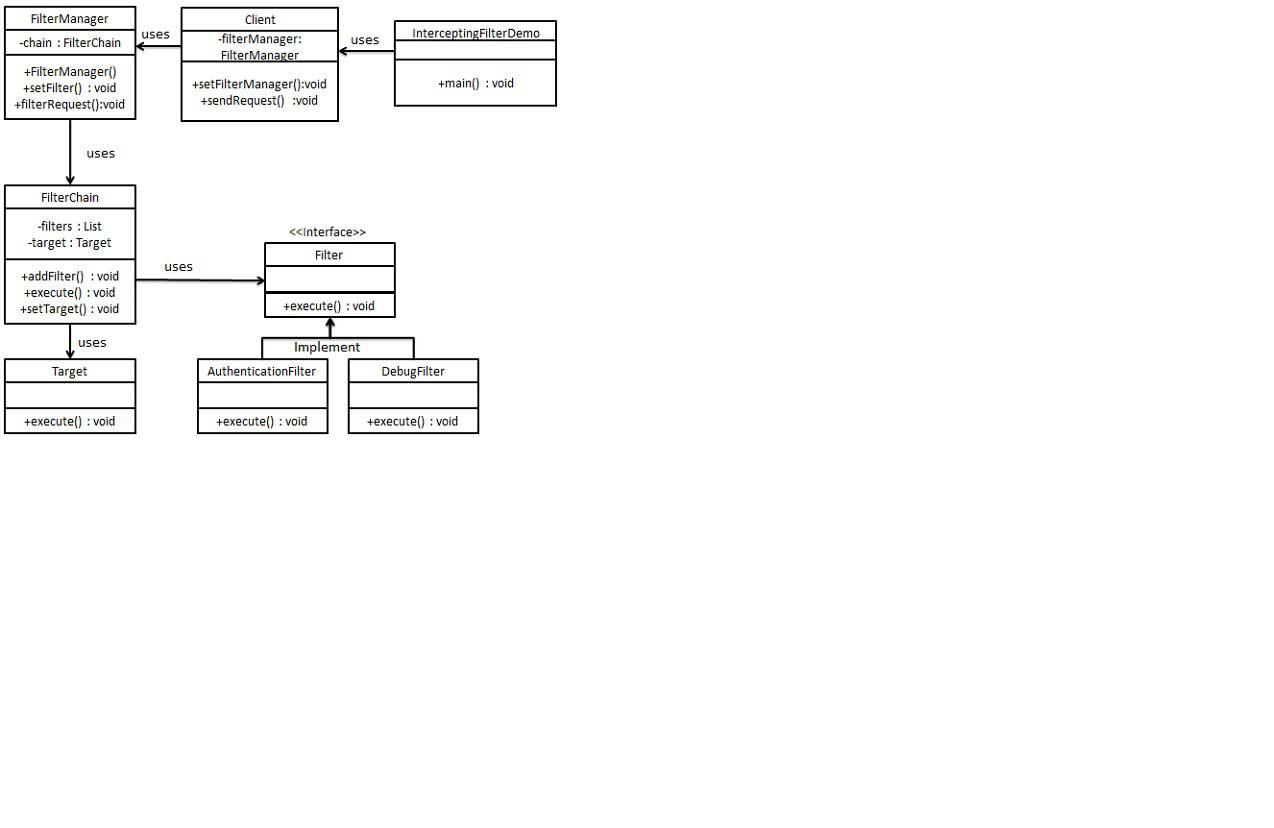 FilterManager
-chain : FilterChain
+FilterManager()
+setFilter() : void
+filterRequest():void
uses
Client
-filterManager:
FilterManager
+setFilterManager():void
+sendRequest() :void
uses
InterceptingFilterDemo
+main() : void
uses
FilterChain
-filters : List
-target : Target
+addFilter() : void
+execute() : void
+setTarget() : void
uses
<<Interface>>
Filter
+execute() : void
uses
Implement
Target
+execute() : void
AuthenticationFilter
+execute() : void
DebugFilter
+execute() : void